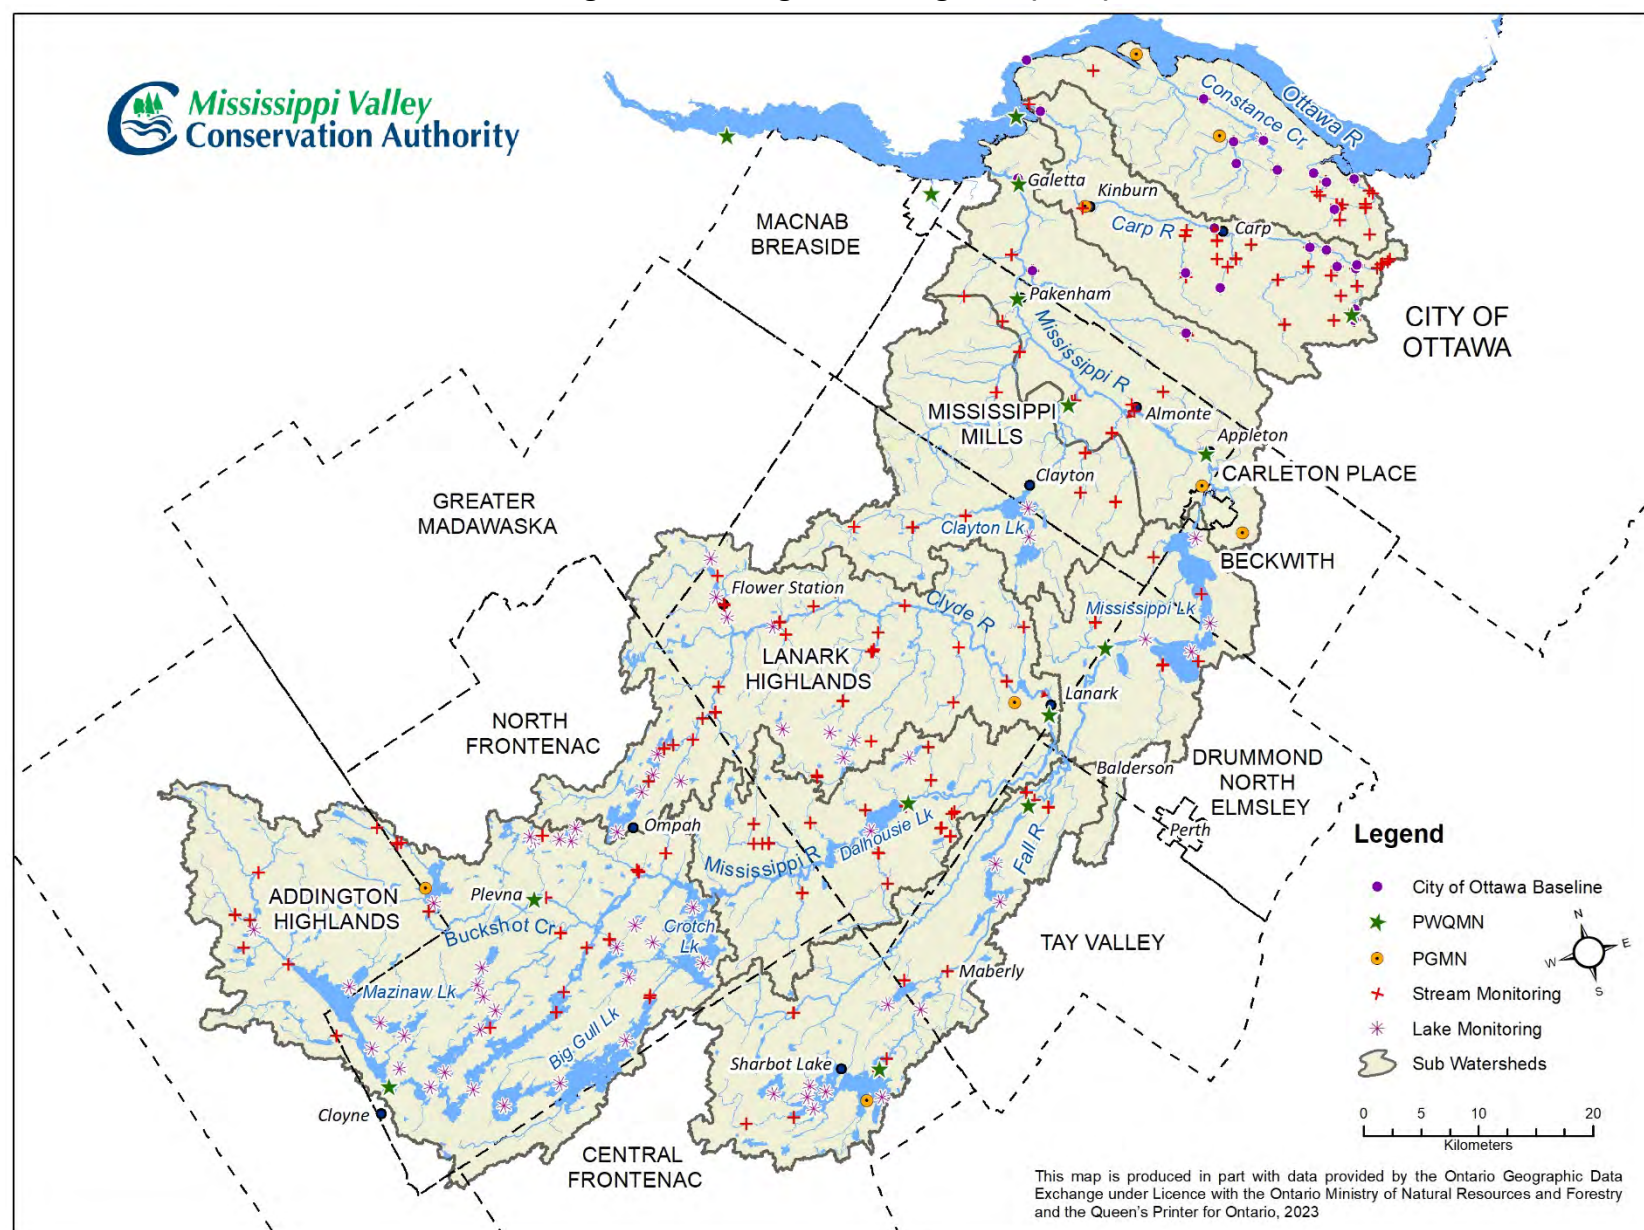 Mississippi Valley
Conservation Authority
Constance Cr
Ottawa R
Galetta
Kinburn
Carp R
Carp
MACNAB
BREASIDE
Pakenham
CITY OF
OTTAWA
Mississippi R
MISSISSIPPI
MILLS
Almonte
Appleton
CARLETON PLACE
Clayton
GREATER
MADAWASKA
Clayton Lk
BECKWITH
Flower Station
Clyde R
Mississippi Lk
LANARK
HIGHLANDS
Lanark
NORTH
FRONTENAC
Balderson
DRUMMOND
NORTH
ELMSLEY
Perth
Ompah
Dalhousie Lk
Mississippi R
Fall R
Plevna
ADDINGTON
HIGHLANDS
Buckshot Cr
Crotch
Lk
TAY VALLEY
Maberly
Mazinaw Lk
Big Gull Lk
Sharbot Lake
Cloyne
CENTRAL
FRONTENAC
Legend
City of Ottawa Baseline
PWQMN
PGMN
Stream Monitoring
Lake Monitoring
Sub Watersheds
N
E
W
S
0 5 10 20
Kilometers
This map is produced in part with data provided by the Ontario Geographic Data
Exchange under Licence with the Ontario Ministry of Natural Resources and Forestry
and the Queen's Printer for Ontario, 2023